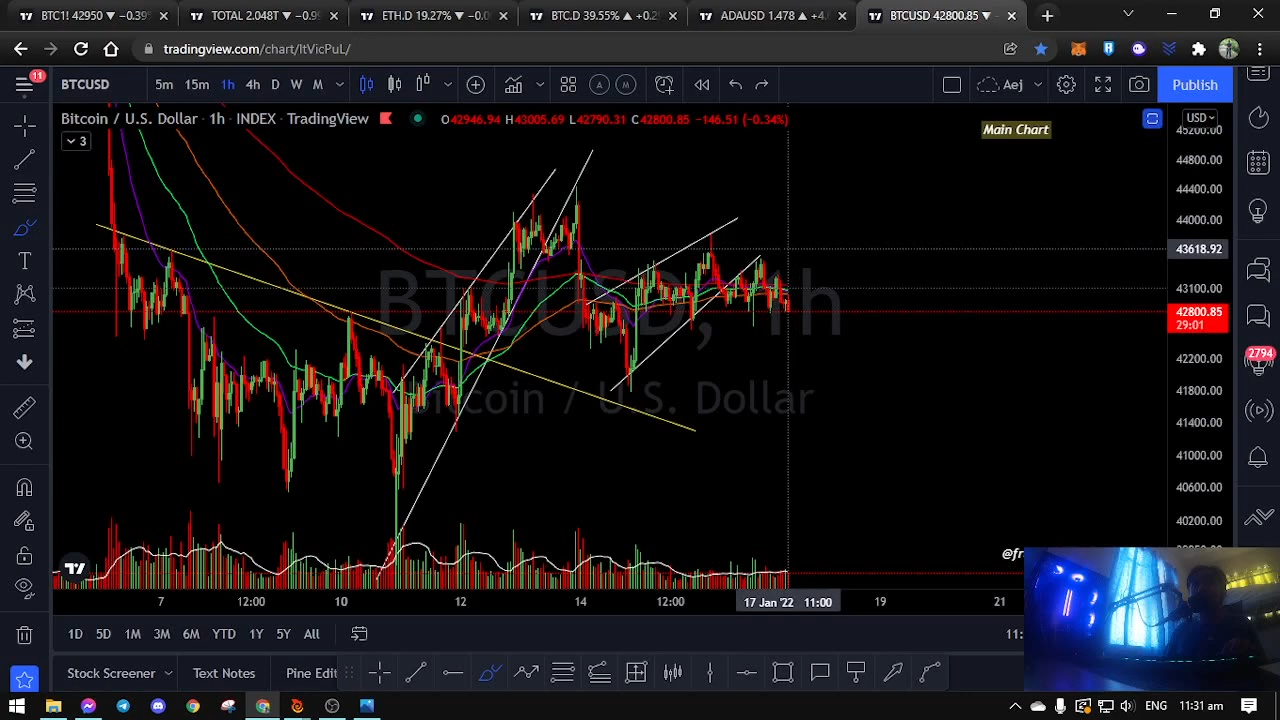 BTC1! 42950 ▼ −0.39%
TOTAL 2.048T ▼ −0.9
ETH.D 19.27% ▼ −0.0
BTC.D 39.55% ▲ +0.2
ADAUSD 1.478 ▲ +4.
BTCUSD 42800.85 ▼
tradingview.com/chart/ItVicPuL/
11
BTCUSD 5m 15m 1h 4h D W M A M Aej Publish
Bitcoin / U.S. Dollar · 1h · INDEX · TradingView O42946.94 H43005.69 L42790.31 C42800.85 −146.51 (−0.34%)
USD
3
Main Chart
45200.00
44800.00
44400.00
44000.00
43618.92
43100.00
42800.85
29:01
42200.00
41800.00
41400.00
41000.00
40600.00
40200.00
BTCUSD, 1h
Bitcoin / U.S. Dollar
2794
@fr
7 12:00 10 12 14 12:00 17 Jan '22 11:00 19 21
1D 5D 1M 3M 6M YTD 1Y 5Y All 11:
Stock Screener Text Notes Pine Edit
ENG 11:31 am